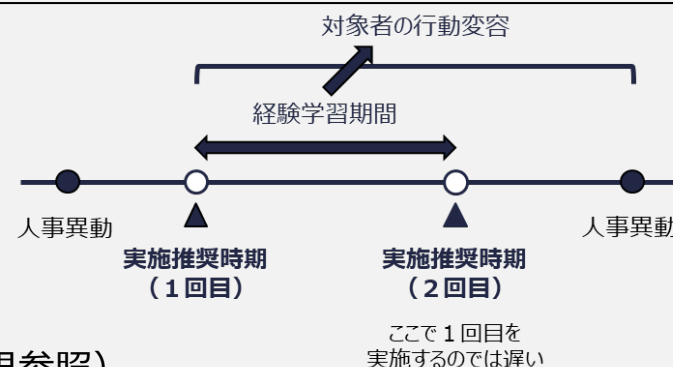 対象者の行動変容
経験学習期間
人事異動
人事異動
実施推奨時期
（１回目）
実施推奨時期
（２回目）
ここで１回目を
実施するのでは遅い
参照）